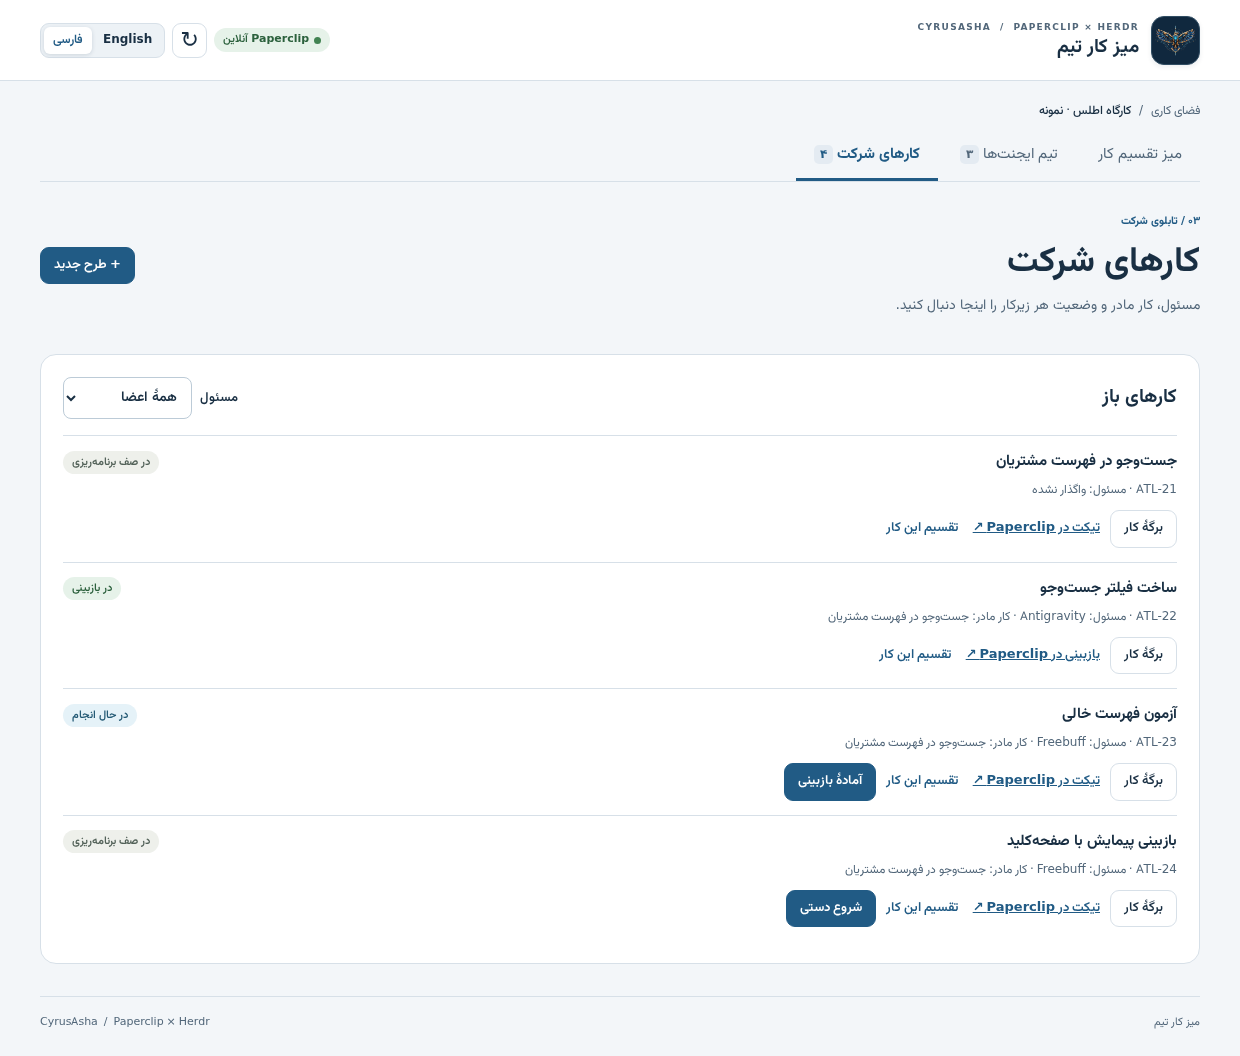 CYRUSASHA / PAPERCLIP × HERDR
میز کار تیم
Paperclip آنلاین
↻
English
فارسی
فضای کاری / کارگاه اطلس · نمونه
میز تقسیم کار
تیم ایجنت‌ها ۳
کارهای شرکت ۴
۰۳ / تابلوی شرکت
کارهای شرکت
+ طرح جدید
مسئول، کار مادر و وضعیت هر زیرکار را اینجا دنبال کنید.
کارهای باز
مسئول
همهٔ اعضا
جست‌وجو در فهرست مشتریان
در صف برنامه‌ریزی
ATL-21 · مسئول: واگذار نشده
برگهٔ کار
تیکت در Paperclip ↗
تقسیم این کار
ساخت فیلتر جست‌وجو
در بازبینی
ATL-22 · مسئول: Antigravity · کار مادر: جست‌وجو در فهرست مشتریان
برگهٔ کار
بازبینی در Paperclip ↗
تقسیم این کار
آزمون فهرست خالی
در حال انجام
ATL-23 · مسئول: Freebuff · کار مادر: جست‌وجو در فهرست مشتریان
برگهٔ کار
تیکت در Paperclip ↗
تقسیم این کار
آمادهٔ بازبینی
بازبینی پیمایش با صفحه‌کلید
در صف برنامه‌ریزی
ATL-24 · مسئول: Freebuff · کار مادر: جست‌وجو در فهرست مشتریان
برگهٔ کار
تیکت در Paperclip ↗
تقسیم این کار
شروع دستی
میز کار تیم
CyrusAsha / Paperclip × Herdr